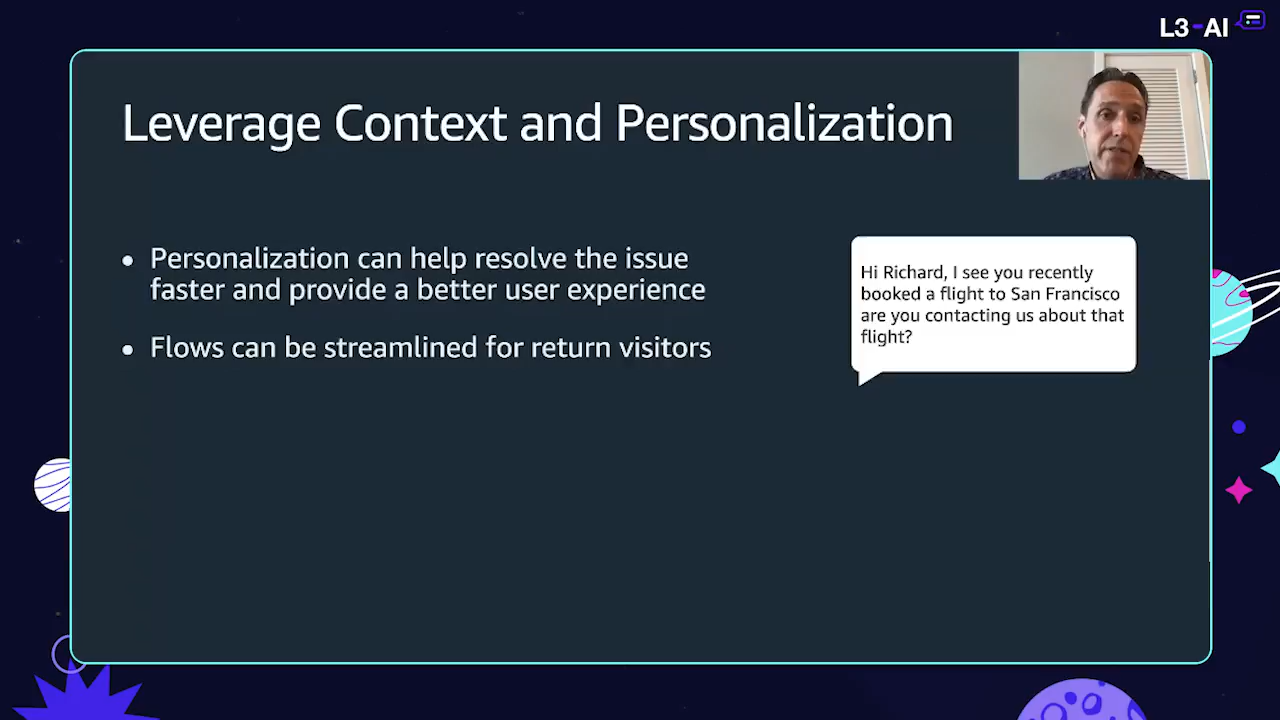 L3-AI
Leverage Context and Personalization
• Personalization can help resolve the issue
faster and provide a better user experience
• Flows can be streamlined for return visitors
Hi Richard, I see you recently
booked a flight to San Francisco
are you contacting us about that
flight?